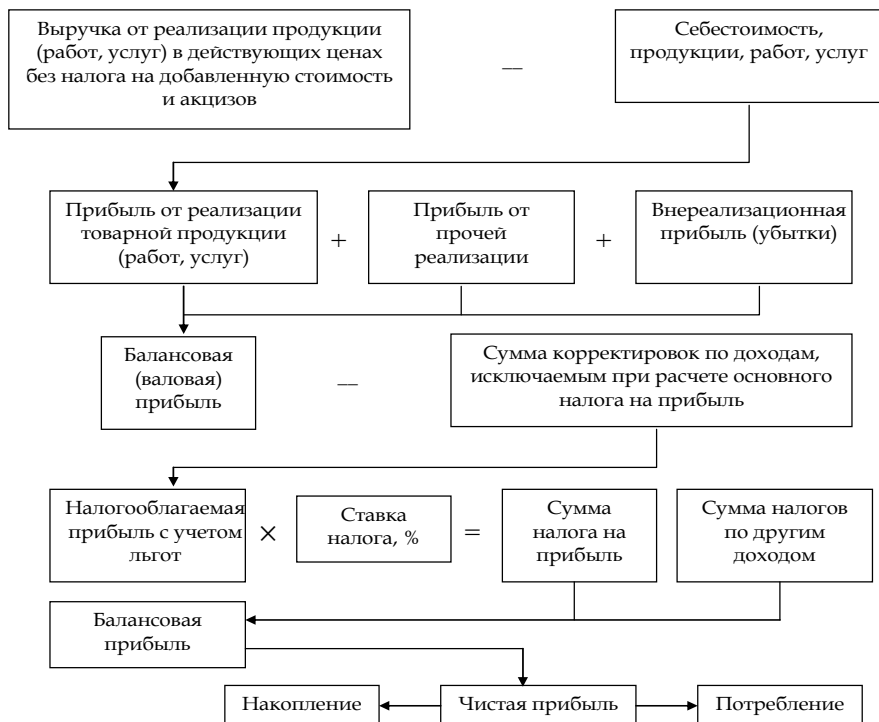 Выручка от реализации продукции
(работ, услуг) в действующих ценах
без налога на добавленную стоимость
и акцизов
—
Себестоимость,
продукции, работ, услуг
Прибыль от реализации
товарной продукции
(работ, услуг)
+
Прибыль от
прочей
реализации
+
Внереализационная
прибыль (убытки)
Балансовая
(валовая)
прибыль
—
Сумма корректировок по доходам,
исключаемым при расчете основного
налога на прибыль
Налогооблагаемая
прибыль с учетом
льгот
×
Ставка
налога, %
=
Сумма
налога на
прибыль
Сумма налогов
по другим
доходом
Балансовая
прибыль
Накопление
Чистая прибыль
Потребление